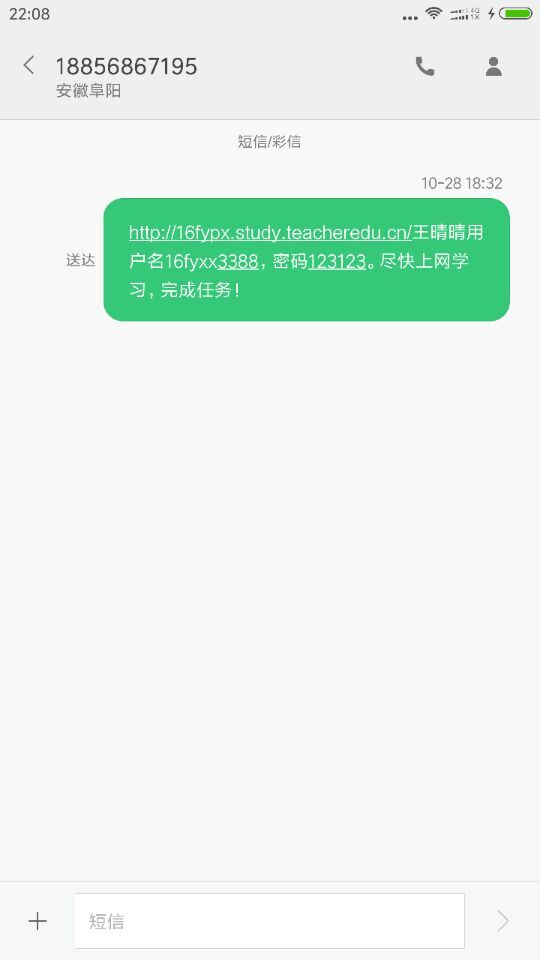 22:08
4G
1X
18856867195
安徽阜阳
短信/彩信
10-28 18:32
http://16fypx.study.teacheredu.cn/王晴晴用
送达
户名16fyxx3388，密码123123。尽快上网学
习，完成任务！
短信